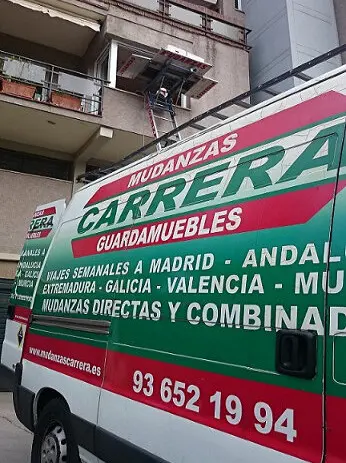 MUDANZAS
CARRERA
GUARDAMUEBLES
VIAJES SEMANALES A MADRID - ANDAL
EXTREMADURA - GALICIA - VALENCIA - MU
MUDANZAS DIRECTAS Y COMBINAD
www.mudanzascarrera.es
93 652 19 94
RERA